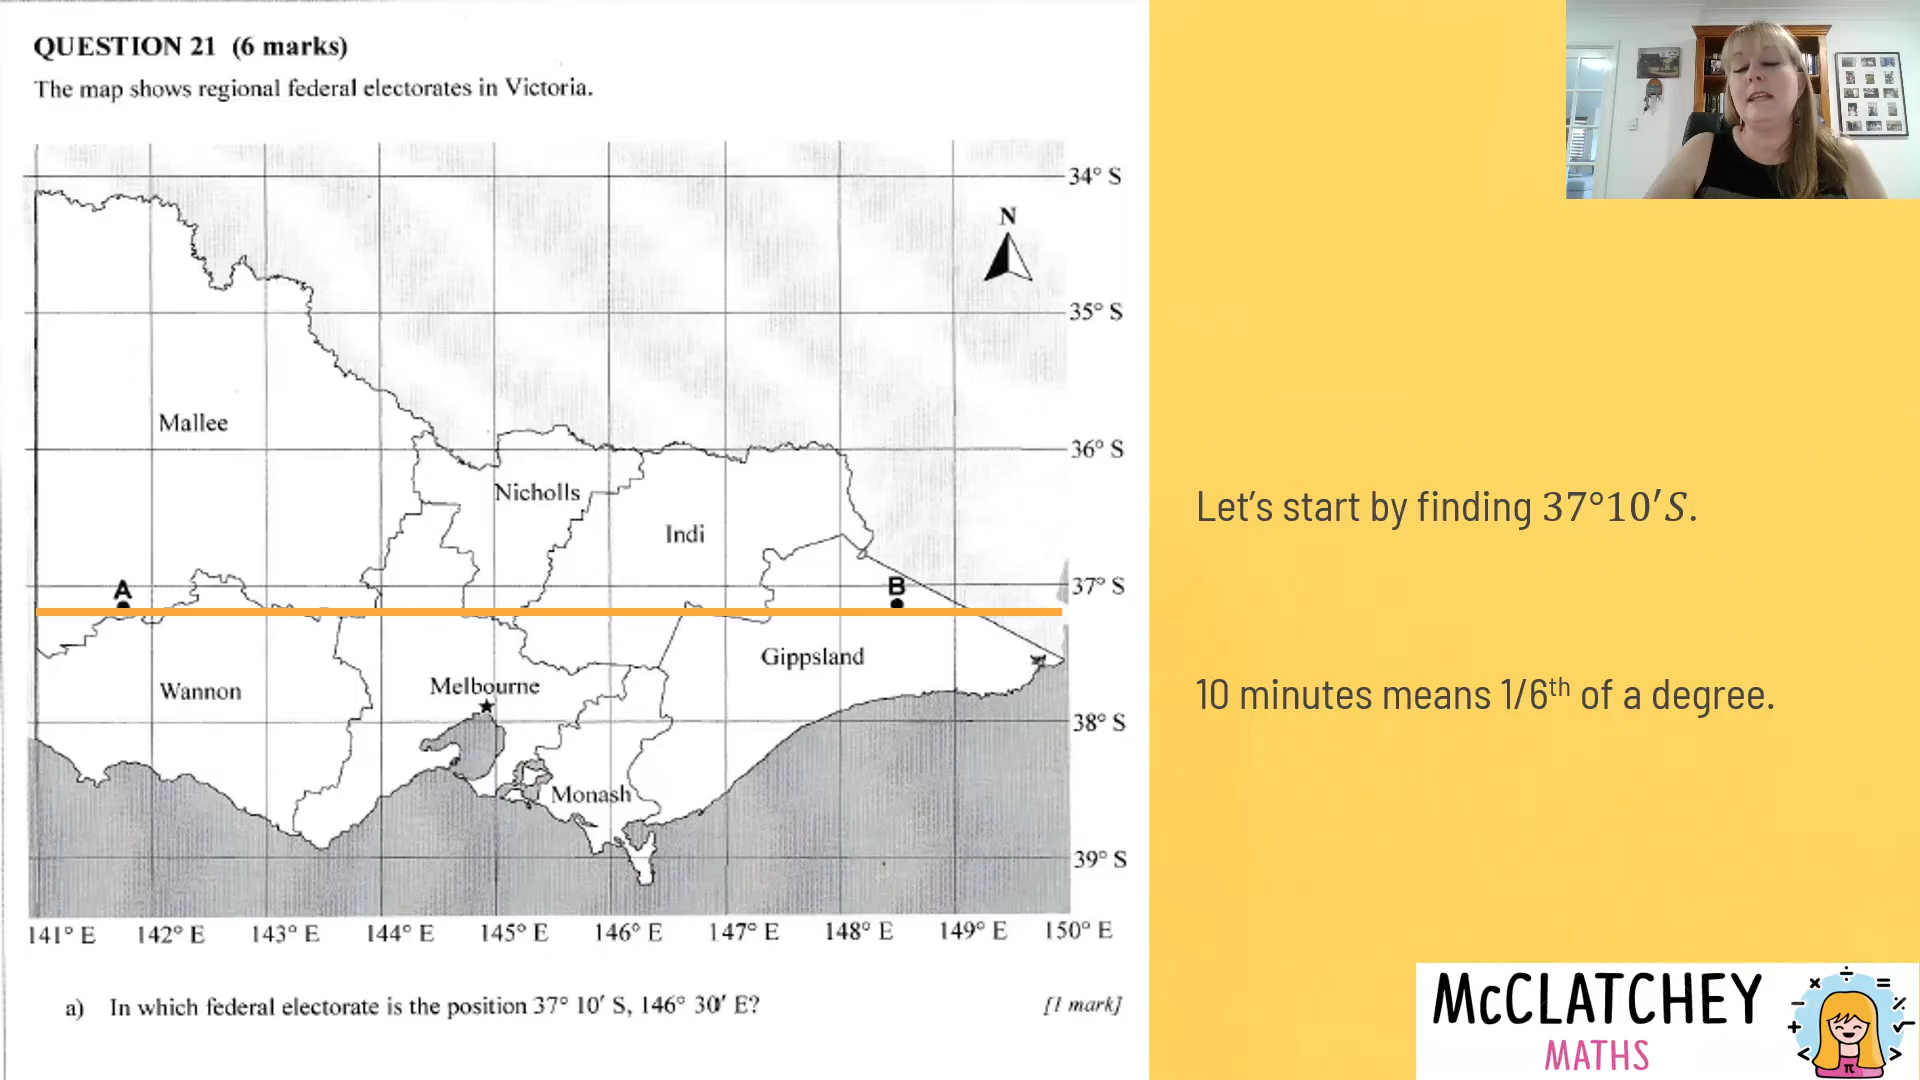 QUESTION 21 (6 marks)
The map shows regional federal electorates in Victoria.
34° S
N
35° S
Mallee
36° S
Nicholls
Indi
A
B
37° S
Gippsland
Wannon
Melbourne
38° S
Monash
39° S
141° E 142° E 143° E 144° E 145° E 146° E 147° E 148° E 149° E 150° E
a) In which federal electorate is the position 37° 10′ S, 146° 30′ E? [1 mark]
Let's start by finding 37°10′S.
10 minutes means 1/6th of a degree.
McCLATCHEY
MATHS